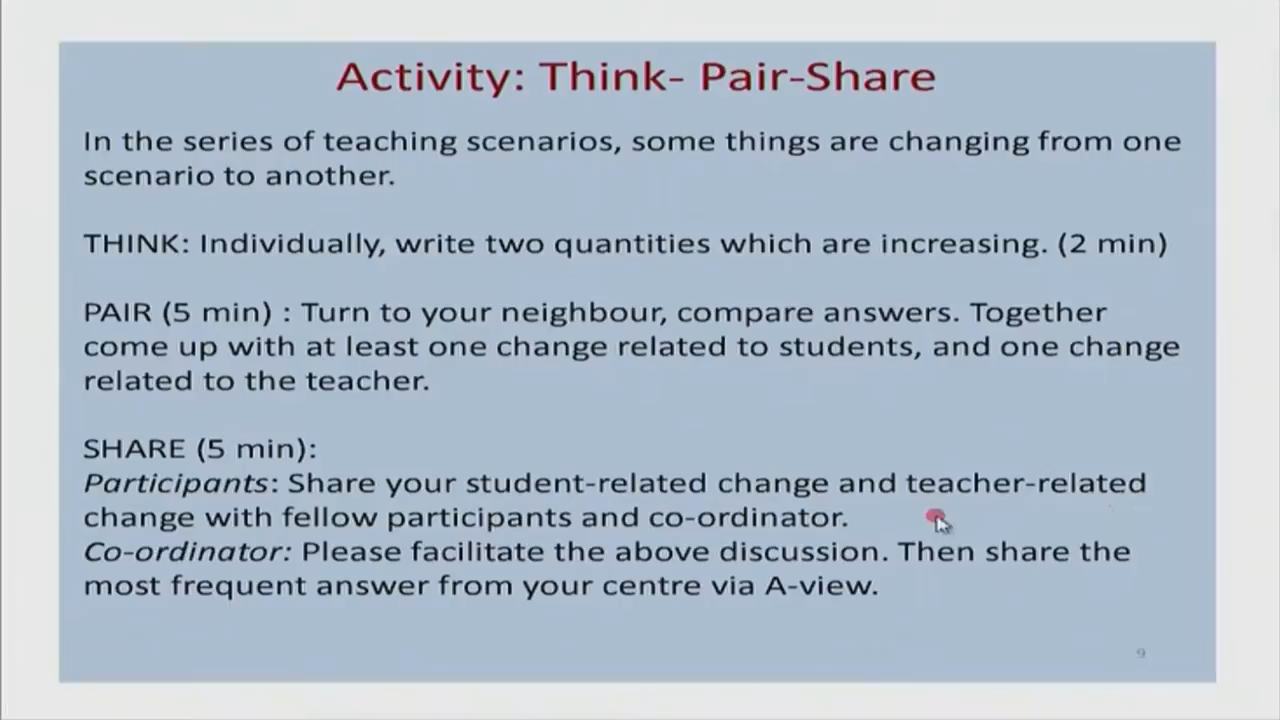 Activity: Think- Pair-Share
In the series of teaching scenarios, some things are changing from one
scenario to another.
THINK: Individually, write two quantities which are increasing. (2 min)
PAIR (5 min) : Turn to your neighbour, compare answers. Together
come up with at least one change related to students, and one change
related to the teacher.
SHARE (5 min):
Participants: Share your student-related change and teacher-related
change with fellow participants and co-ordinator.
Co-ordinator: Please facilitate the above discussion. Then share the
most frequent answer from your centre via A-view.
9